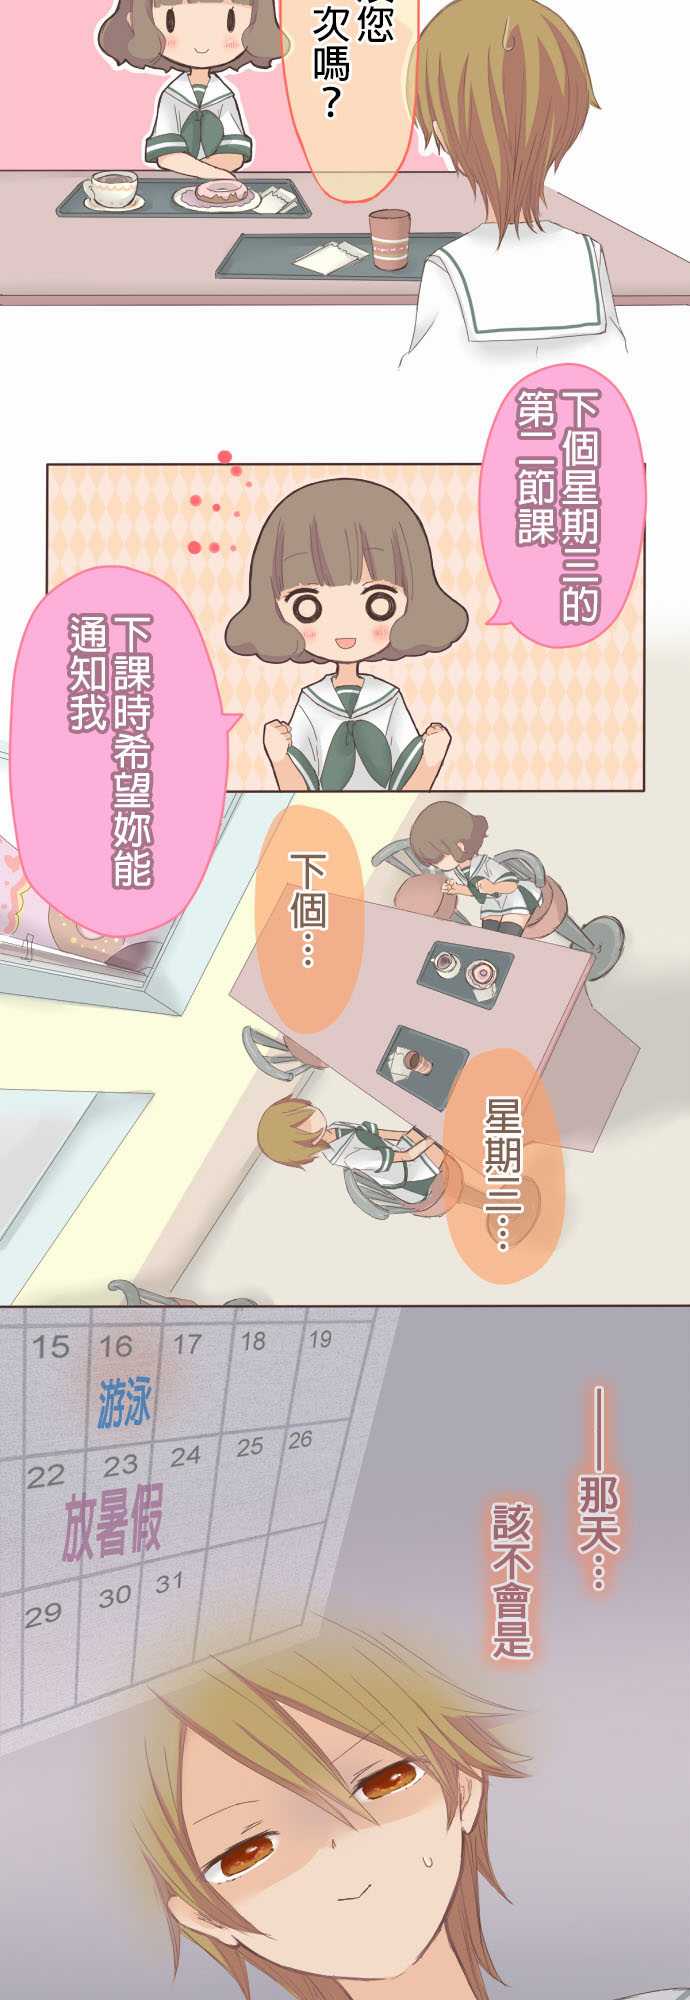 您
次嗎？
下個星期三的
第二節課
下課時希望妳能
通知我
下個…
星期三…
15 16 17 18 19
游泳
22 23 24 25 26
放暑假
29 30 31
──那天…
該不會是